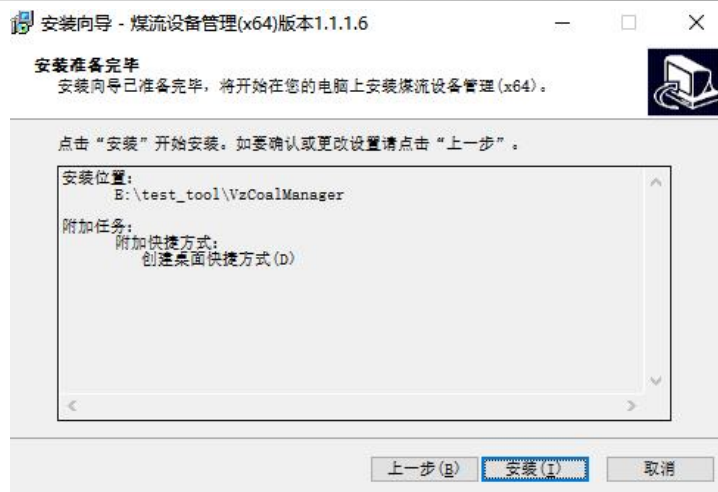 安装向导 - 煤流设备管理(x64)版本1.1.1.6
安装准备完毕
安装向导已准备完毕，将开始在您的电脑上安装煤流设备管理(x64)。
点击“安装”开始安装。如要确认或更改设置请点击“上一步”。
安装位置:
E:\test_tool\VzCoalManager
附加任务:
附加快捷方式:
创建桌面快捷方式(D)
上一步(B) 安装(I) 取消